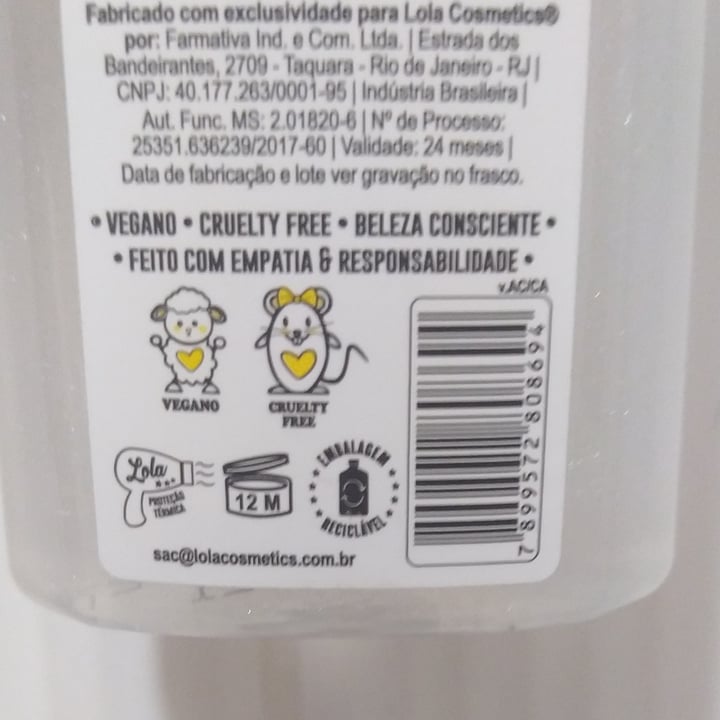 Fabricado com exclusividade para Lola Cosmetics®
por: Farmativa Ind. e Com. Ltda. | Estrada dos
Bandeirantes, 2709 - Taquara - Rio de Janeiro - RJ |
CNPJ: 40.177.263/0001-95 | Indústria Brasileira |
Aut. Func. MS: 2.01820-6 | Nº de Processo:
25351.636239/2017-60 | Validade: 24 meses |
Data de fabricação e lote ver gravação no frasco.
• VEGANO • CRUELTY FREE • BELEZA CONSCIENTE •
• FEITO COM EMPATIA & RESPONSABILIDADE •
v.AC/CA
VEGANO
CRUELTY
FREE
Lola
PROTEÇÃO
TÉRMICA
12 M
EMBALAGEM
RECICLÁVEL
7 899572 808694
sac@lolacosmetics.com.br